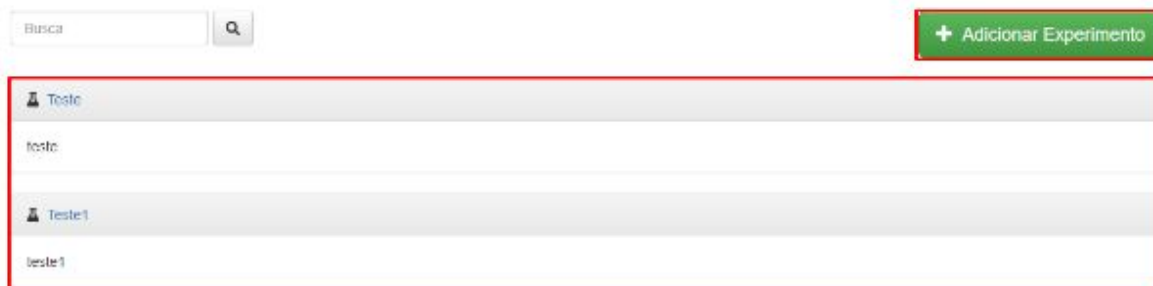 Busca
+ Adicionar Experimento
Teste
teste
Teste1
teste1